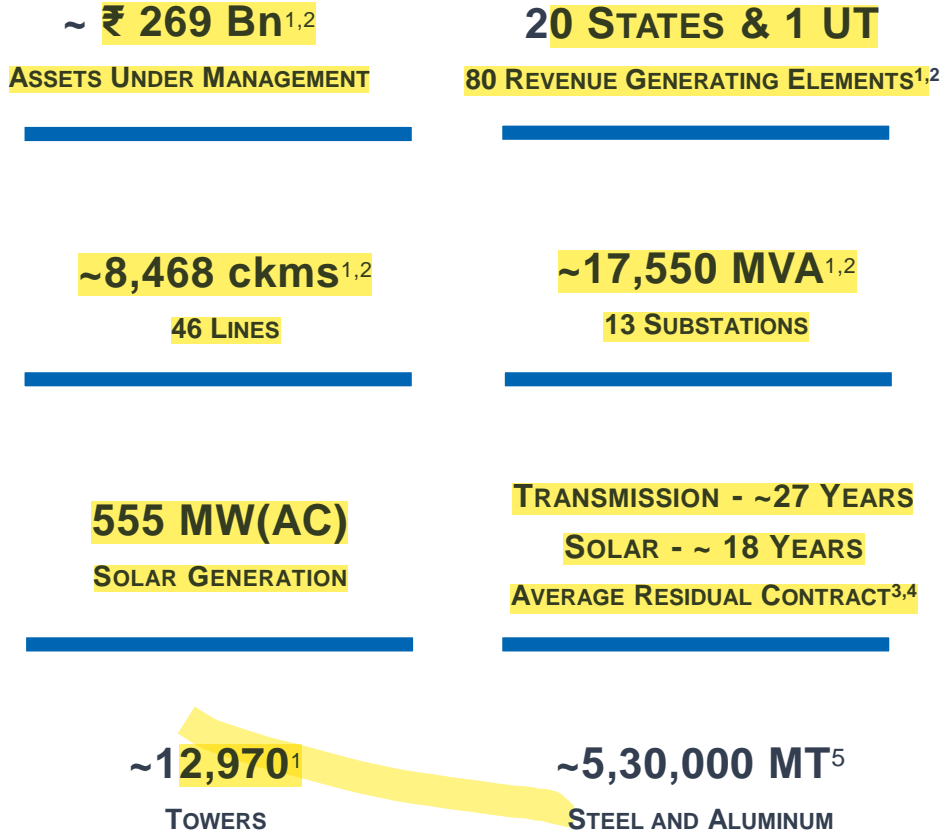 ~ ₹ 269 Bn1,2
ASSETS UNDER MANAGEMENT
20 STATES & 1 UT
80 REVENUE GENERATING ELEMENTS1,2
~8,468 ckms1,2
46 LINES
~17,550 MVA1,2
13 SUBSTATIONS
555 MW(AC)
SOLAR GENERATION
TRANSMISSION - ~27 YEARS
SOLAR - ~ 18 YEARS
AVERAGE RESIDUAL CONTRACT3,4
~12,9701
TOWERS
~5,30,000 MT5
STEEL AND ALUMINUM